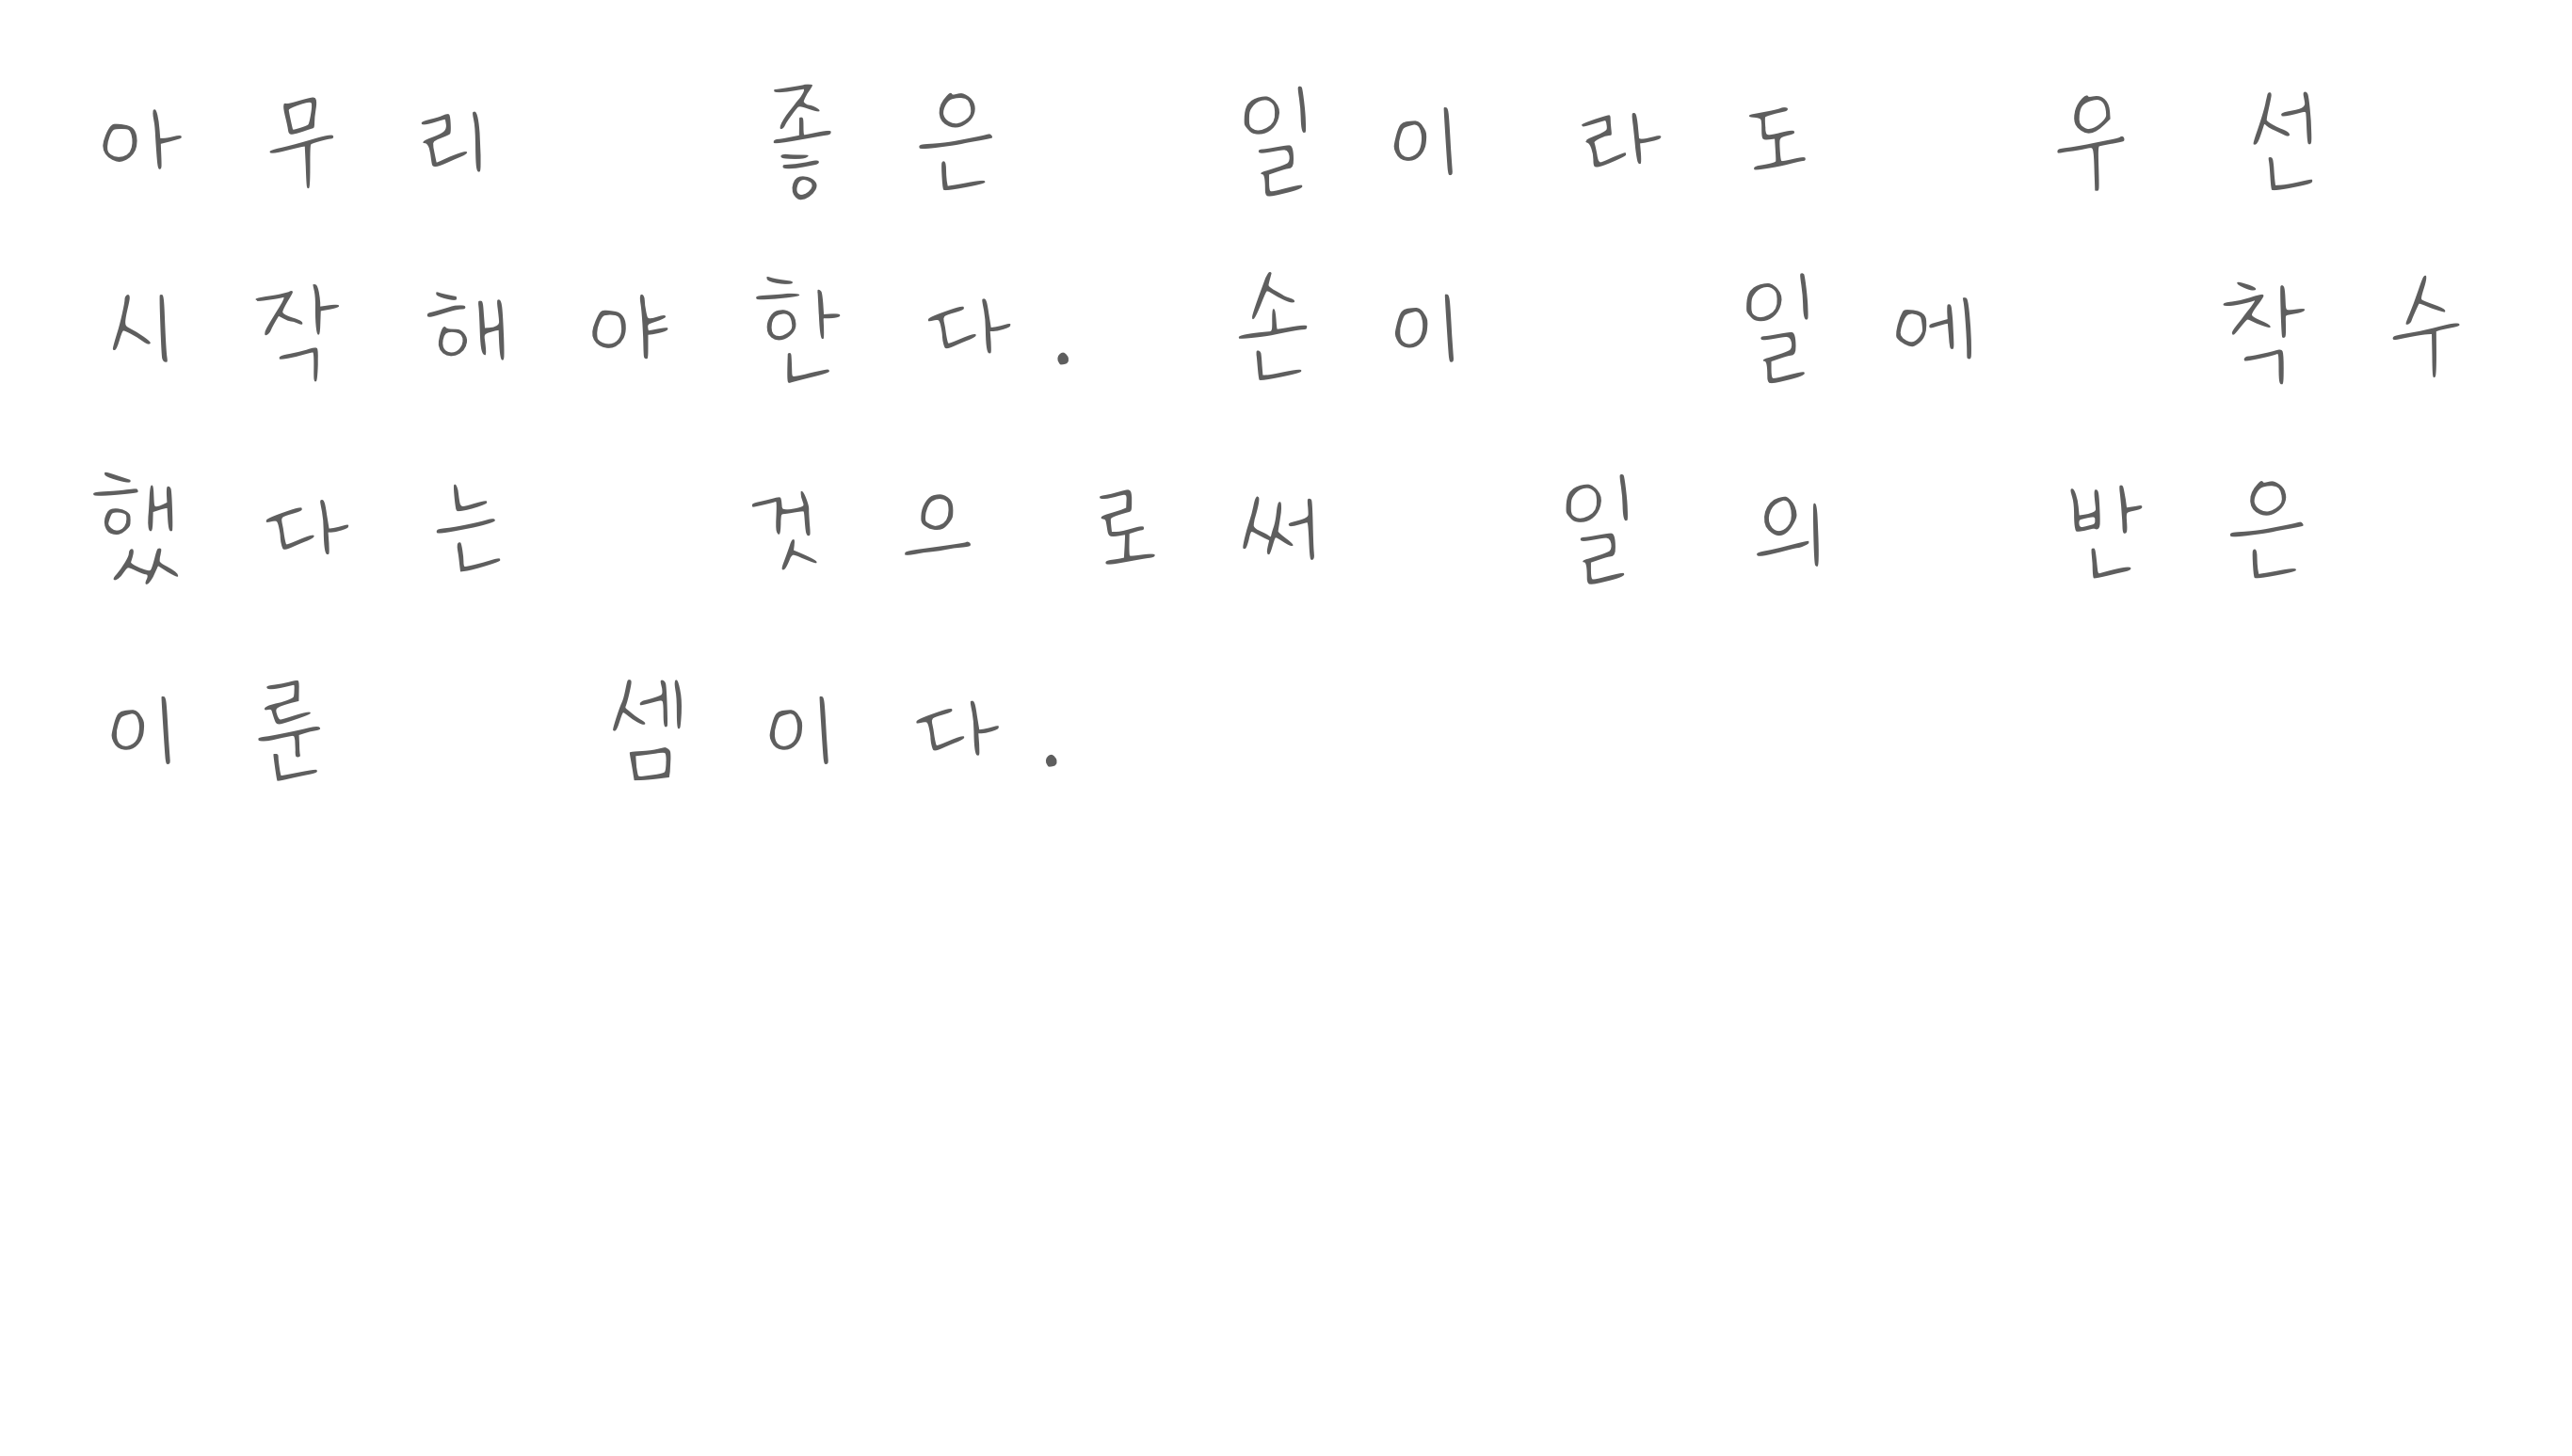 아무리 좋은 일이라도 우선
시작해야한다. 손이 일에 착수
했다는 것으로써 일의 반은
이룬 셈이다.